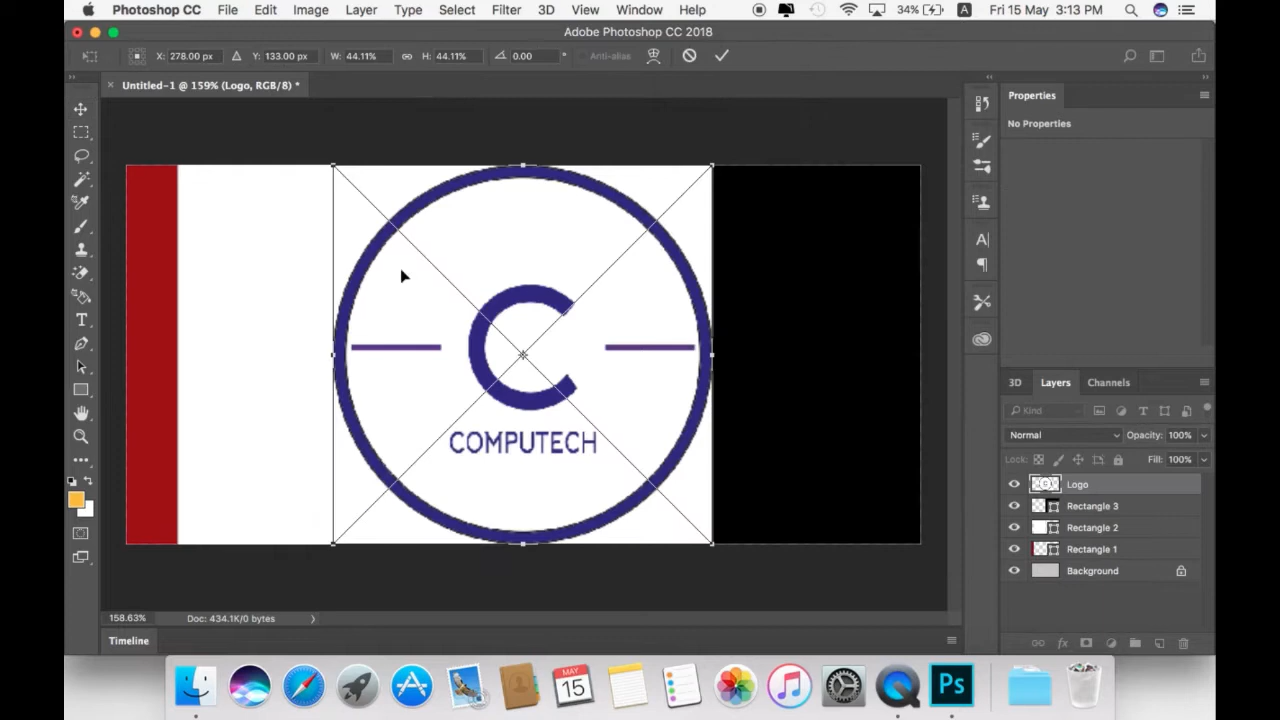 Photoshop CC File Edit Image Layer Type Select Filter 3D View Window Help 34% A Fri 15 May 3:13 PM
Adobe Photoshop CC 2018
X: 278.00 px Y: 133.00 px W: 44.11% H: 44.11% 0.00 ° Anti-alias
× Untitled-1 @ 159% (Logo, RGB/8) *
Properties
No Properties
C
COMPUTECH
3D Layers Channels
Kind
Normal Opacity: 100%
Lock: Fill: 100%
Logo
Rectangle 3
Rectangle 2
Rectangle 1
Background
158.63% Doc: 434.1K/0 bytes
fx
Timeline
MAY
15
Ps